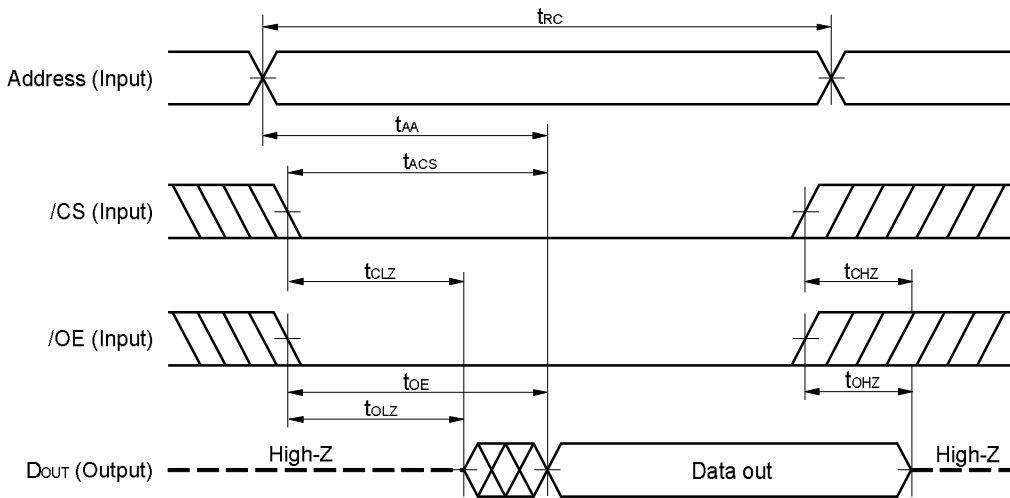 tRC
Address (Input)
tAA
tACS
/CS (Input)
tCLZ
tCHZ
/OE (Input)
tOE
tOHZ
tOLZ
High-Z
High-Z
DOUT (Output)
Data out